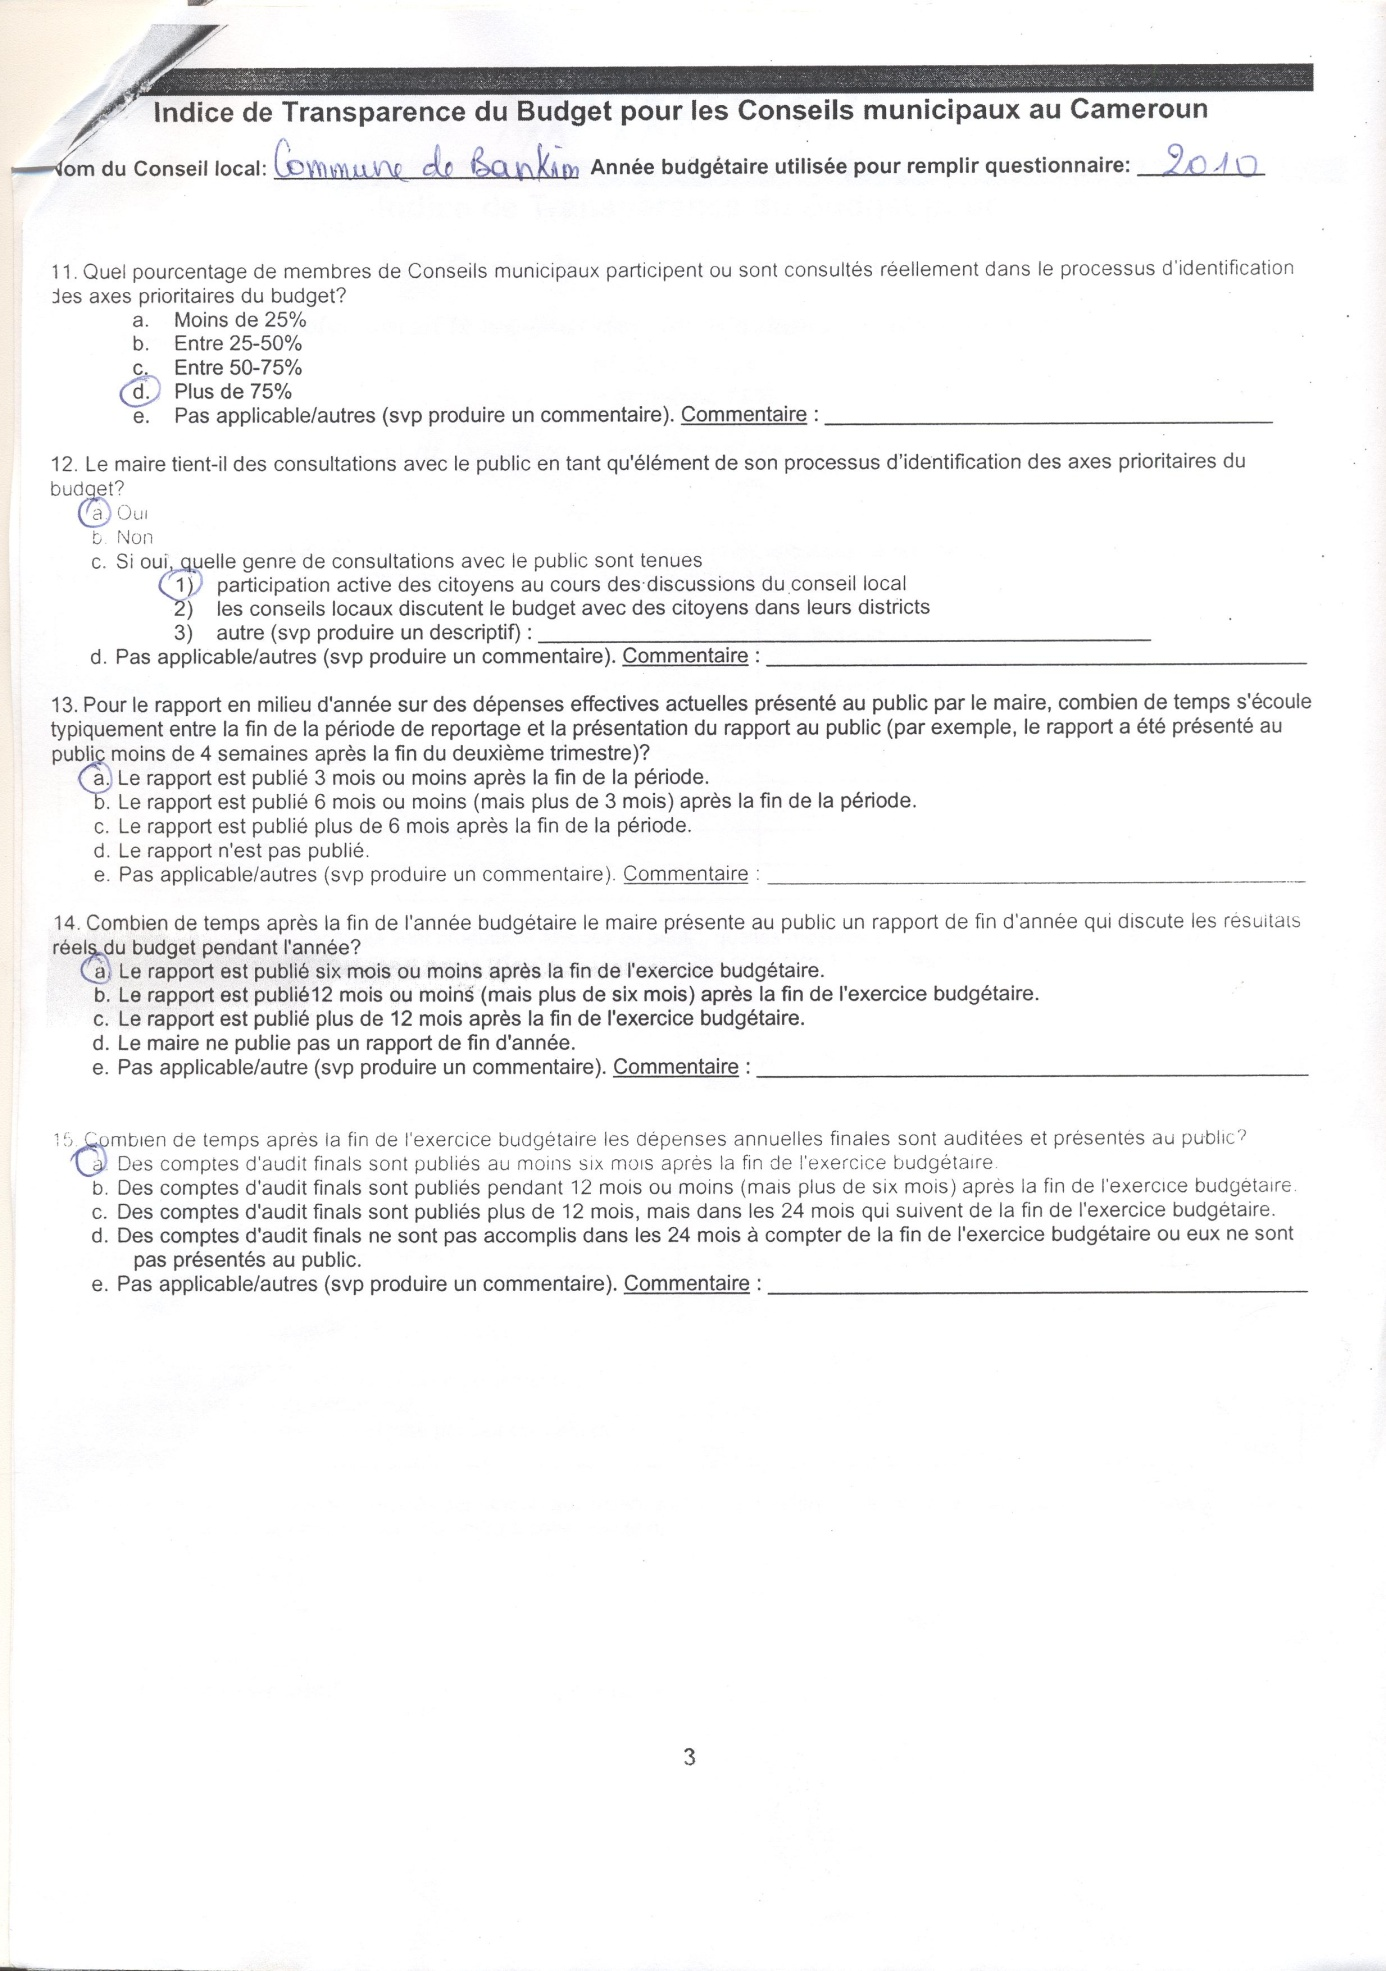 Indice de Transparence du Budget pour les Conseils municipaux au Cameroun
Nom du Conseil local: Commune de Bankim Année budgétaire utilisée pour remplir questionnaire: 2010
11. Quel pourcentage de membres de Conseils municipaux participent ou sont consultés réellement dans le processus d'identification
des axes prioritaires du budget?
a. Moins de 25%
b. Entre 25-50%
c. Entre 50-75%
d. Plus de 75%
e. Pas applicable/autres (svp produire un commentaire). Commentaire :
12. Le maire tient-il des consultations avec le public en tant qu'élément de son processus d'identification des axes prioritaires du
budget?
a. Oui
b. Non
c. Si oui, quelle genre de consultations avec le public sont tenues
1) participation active des citoyens au cours des discussions du conseil local
2) les conseils locaux discutent le budget avec des citoyens dans leurs districts
3) autre (svp produire un descriptif) :
d. Pas applicable/autres (svp produire un commentaire). Commentaire :
13. Pour le rapport en milieu d'année sur des dépenses effectives actuelles présenté au public par le maire, combien de temps s'écoule
typiquement entre la fin de la période de reportage et la présentation du rapport au public (par exemple, le rapport a été présenté au
public moins de 4 semaines après la fin du deuxième trimestre)?
a. Le rapport est publié 3 mois ou moins après la fin de la période.
b. Le rapport est publié 6 mois ou moins (mais plus de 3 mois) après la fin de la période.
c. Le rapport est publié plus de 6 mois après la fin de la période.
d. Le rapport n'est pas publié.
e. Pas applicable/autres (svp produire un commentaire). Commentaire :
14. Combien de temps après la fin de l'année budgétaire le maire présente au public un rapport de fin d'année qui discute les résultats
réels du budget pendant l'année?
a. Le rapport est publié six mois ou moins après la fin de l'exercice budgétaire.
b. Le rapport est publié12 mois ou moins (mais plus de six mois) après la fin de l'exercice budgétaire.
c. Le rapport est publié plus de 12 mois après la fin de l'exercice budgétaire.
d. Le maire ne publie pas un rapport de fin d'année.
e. Pas applicable/autre (svp produire un commentaire). Commentaire :
15. Combien de temps après la fin de l'exercice budgétaire les dépenses annuelles finales sont auditées et présentés au public?
a. Des comptes d'audit finals sont publiés au moins six mois après la fin de l'exercice budgétaire.
b. Des comptes d'audit finals sont publiés pendant 12 mois ou moins (mais plus de six mois) après la fin de l'exercice budgétaire.
c. Des comptes d'audit finals sont publiés plus de 12 mois, mais dans les 24 mois qui suivent de la fin de l'exercice budgétaire.
d. Des comptes d'audit finals ne sont pas accomplis dans les 24 mois à compter de la fin de l'exercice budgétaire ou eux ne sont
pas présentés au public.
e. Pas applicable/autres (svp produire un commentaire). Commentaire :
3